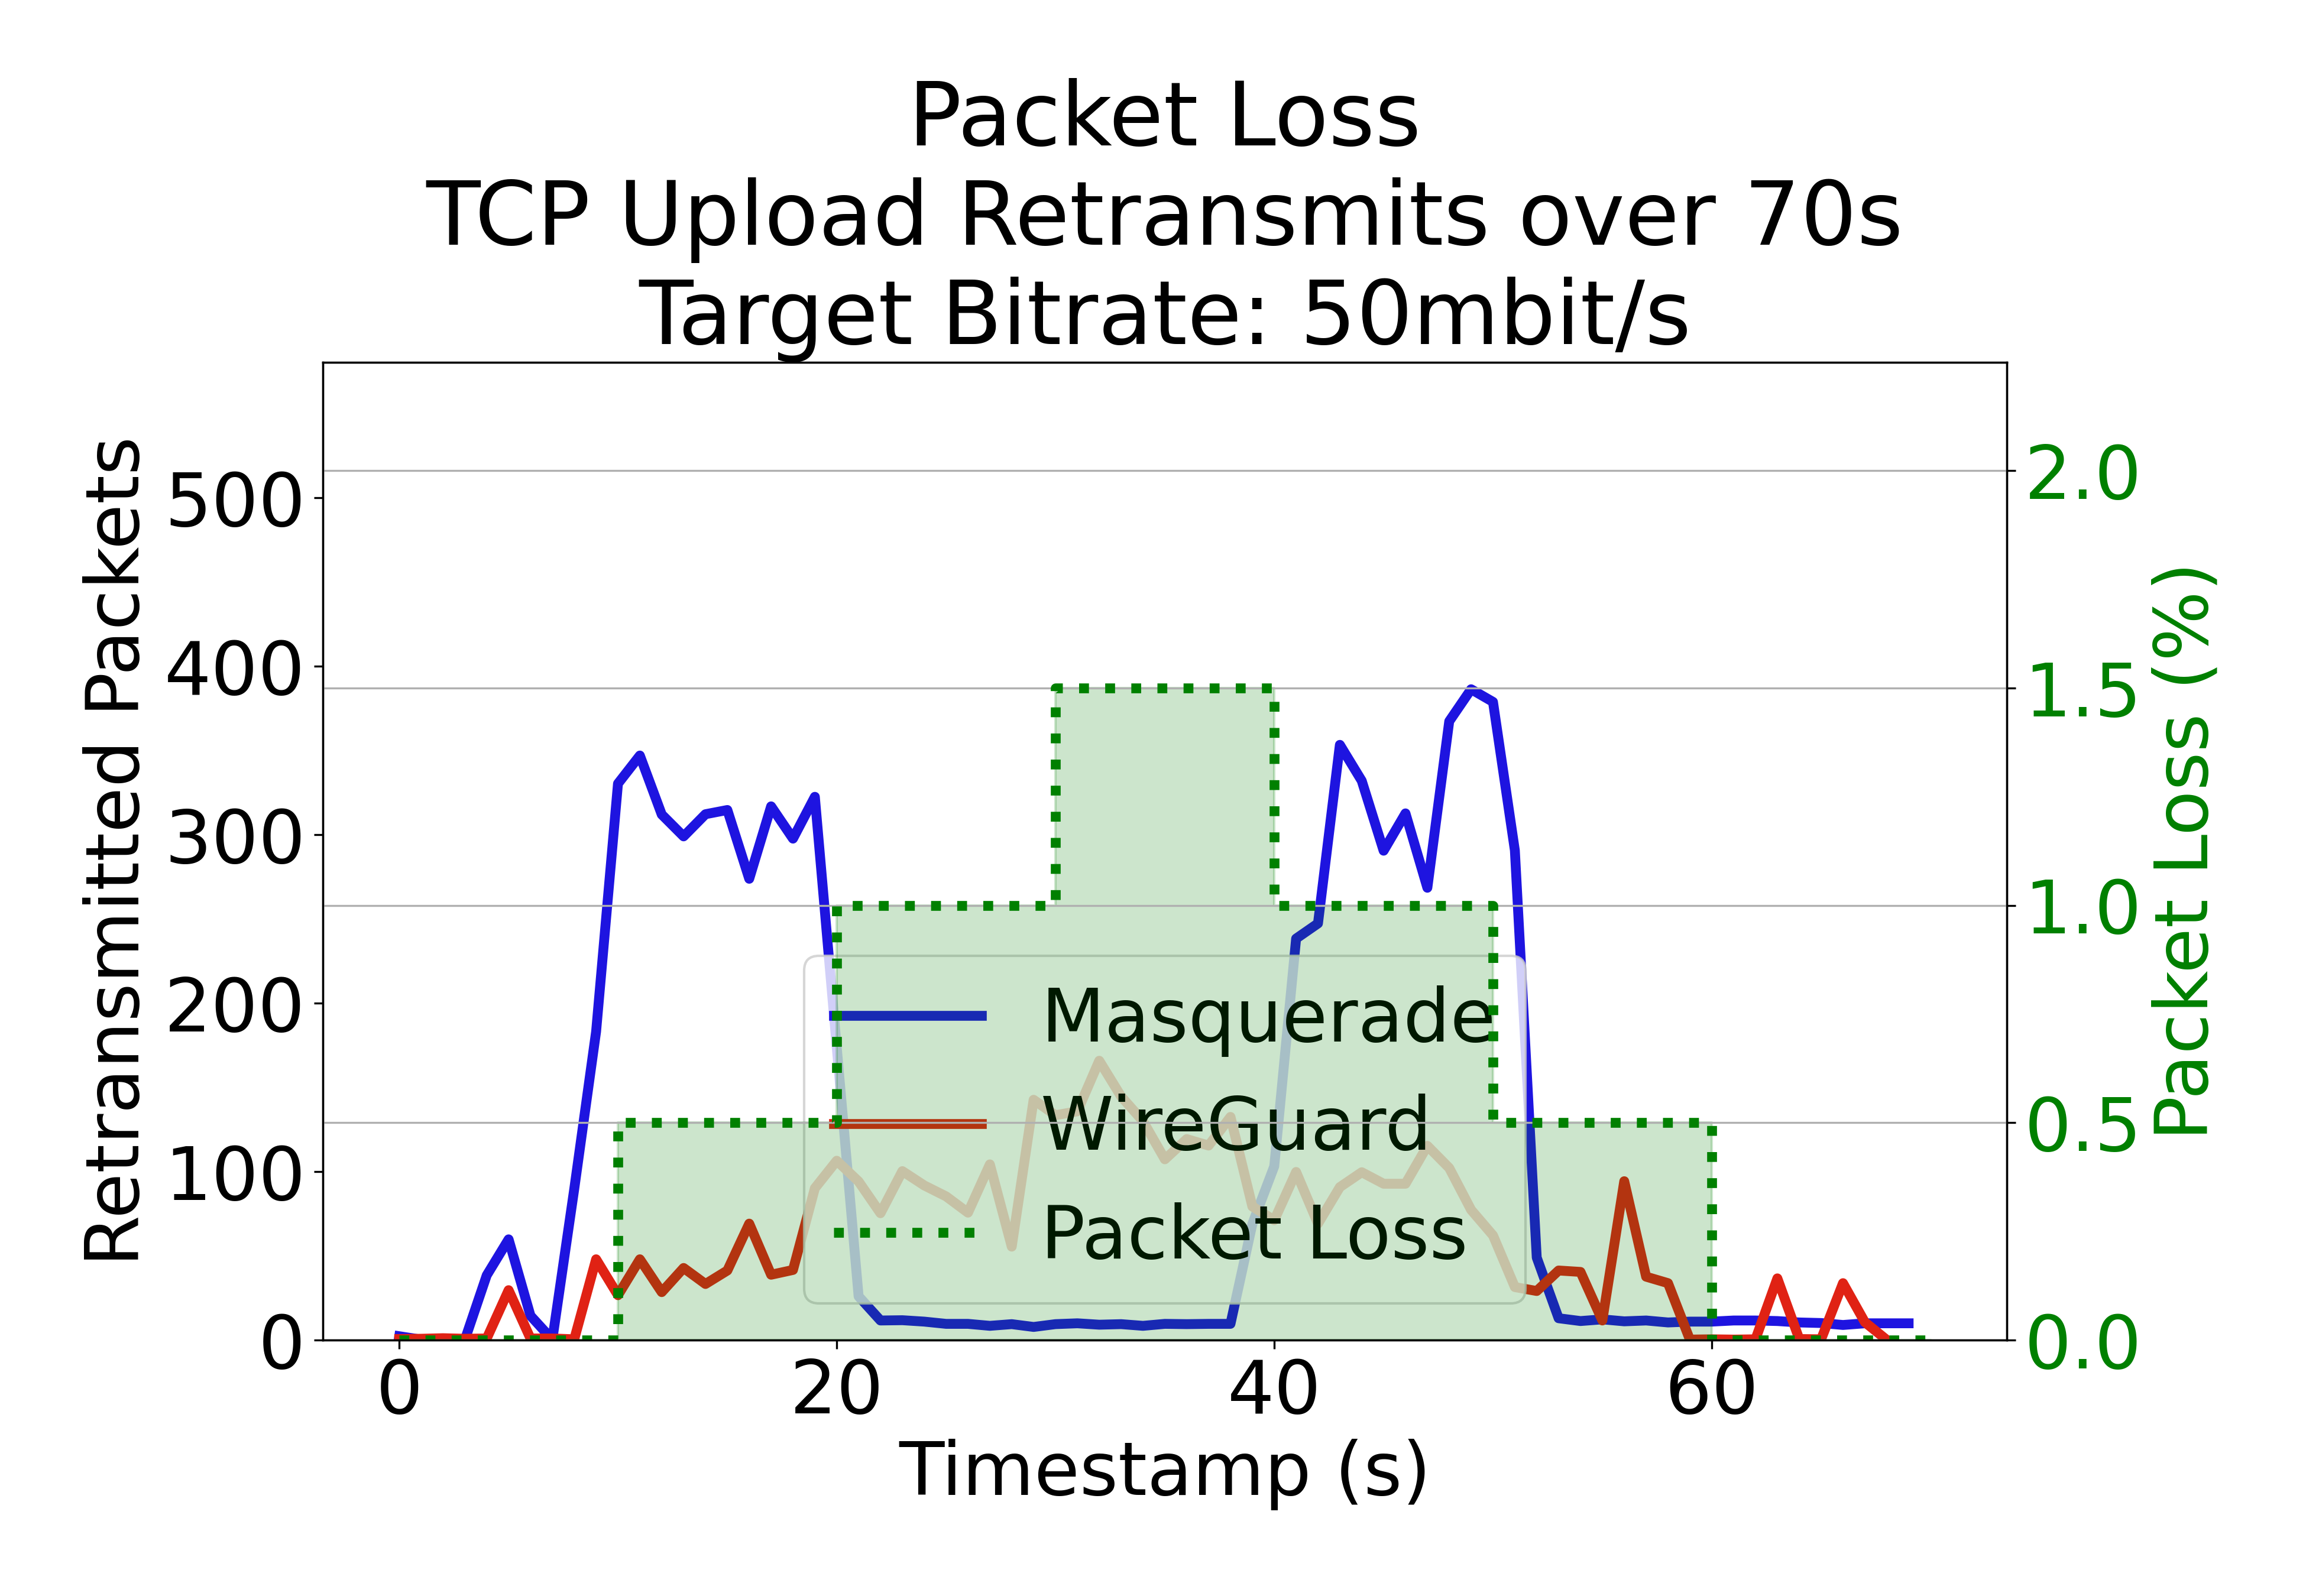 Packet Loss
TCP Upload Retransmits over 70s
Target Bitrate: 50mbit/s
Retransmitted Packets
500
400
300
200
100
0
2.0
1.5
1.0
0.5
0.0
Packet Loss (%)
Masquerade
WireGuard
Packet Loss
0 20 40 60
Timestamp (s)